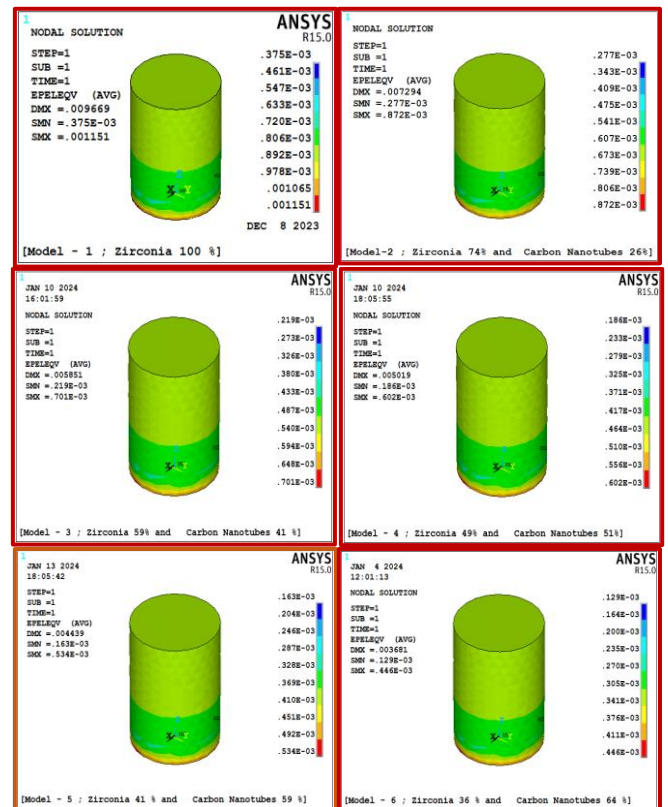 1
NODAL SOLUTION
STEP=1
SUB =1
TIME=1
EPELEQV (AVG)
DMX =.009669
SMN =.375E-03
SMX =.001151
ANSYS
R15.0
.375E-03
.461E-03
.547E-03
.633E-03
.720E-03
.806E-03
.892E-03
.978E-03
.001065
.001151
DEC 8 2023
X Y
[Model - 1 ; Zirconia 100 %]
1
NODAL SOLUTION
STEP=1
SUB =1
TIME=1
EPELEQV (AVG)
DMX =.007294
SMN =.277E-03
SMX =.872E-03
.277E-03
.343E-03
.409E-03
.475E-03
.541E-03
.607E-03
.673E-03
.739E-03
.806E-03
.872E-03
X Y
[Model-2 ; Zirconia 74% and Carbon Nanotubes 26%]
1
JAN 10 2024
16:01:59
NODAL SOLUTION
STEP=1
SUB =1
TIME=1
EPELEQV (AVG)
DMX =.005851
SMN =.219E-03
SMX =.701E-03
ANSYS
R15.0
.219E-03
.273E-03
.326E-03
.380E-03
.433E-03
.487E-03
.540E-03
.594E-03
.648E-03
.701E-03
X Y
[Model - 3 ; Zirconia 59% and Carbon Nanotubes 41 %]
1
JAN 10 2024
18:05:55
NODAL SOLUTION
STEP=1
SUB =1
TIME=1
EPELEQV (AVG)
DMX =.005019
SMN =.186E-03
SMX =.602E-03
ANSYS
R15.0
.186E-03
.233E-03
.279E-03
.325E-03
.371E-03
.417E-03
.464E-03
.510E-03
.556E-03
.602E-03
X Y
[Model - 4 ; Zirconia 49% and Carbon Nanotubes 51%]
1
JAN 13 2024
18:05:42
STEP=1
SUB =1
TIME=1
EPELEQV (AVG)
DMX =.004439
SMN =.163E-03
SMX =.534E-03
ANSYS
R15.0
.163E-03
.204E-03
.246E-03
.287E-03
.328E-03
.369E-03
.410E-03
.451E-03
.492E-03
.534E-03
X Y
[Model - 5 ; Zirconia 41 % and Carbon Nanotubes 59 %]
1
JAN 4 2024
12:01:13
NODAL SOLUTION
STEP=1
SUB =1
TIME=1
EPELEQV (AVG)
DMX =.003681
SMN =.129E-03
SMX =.446E-03
ANSYS
R15.0
.129E-03
.164E-03
.200E-03
.235E-03
.270E-03
.305E-03
.341E-03
.376E-03
.411E-03
.446E-03
X Y
[Model - 6 ; Zirconia 36 % and Carbon Nanotubes 64 %]